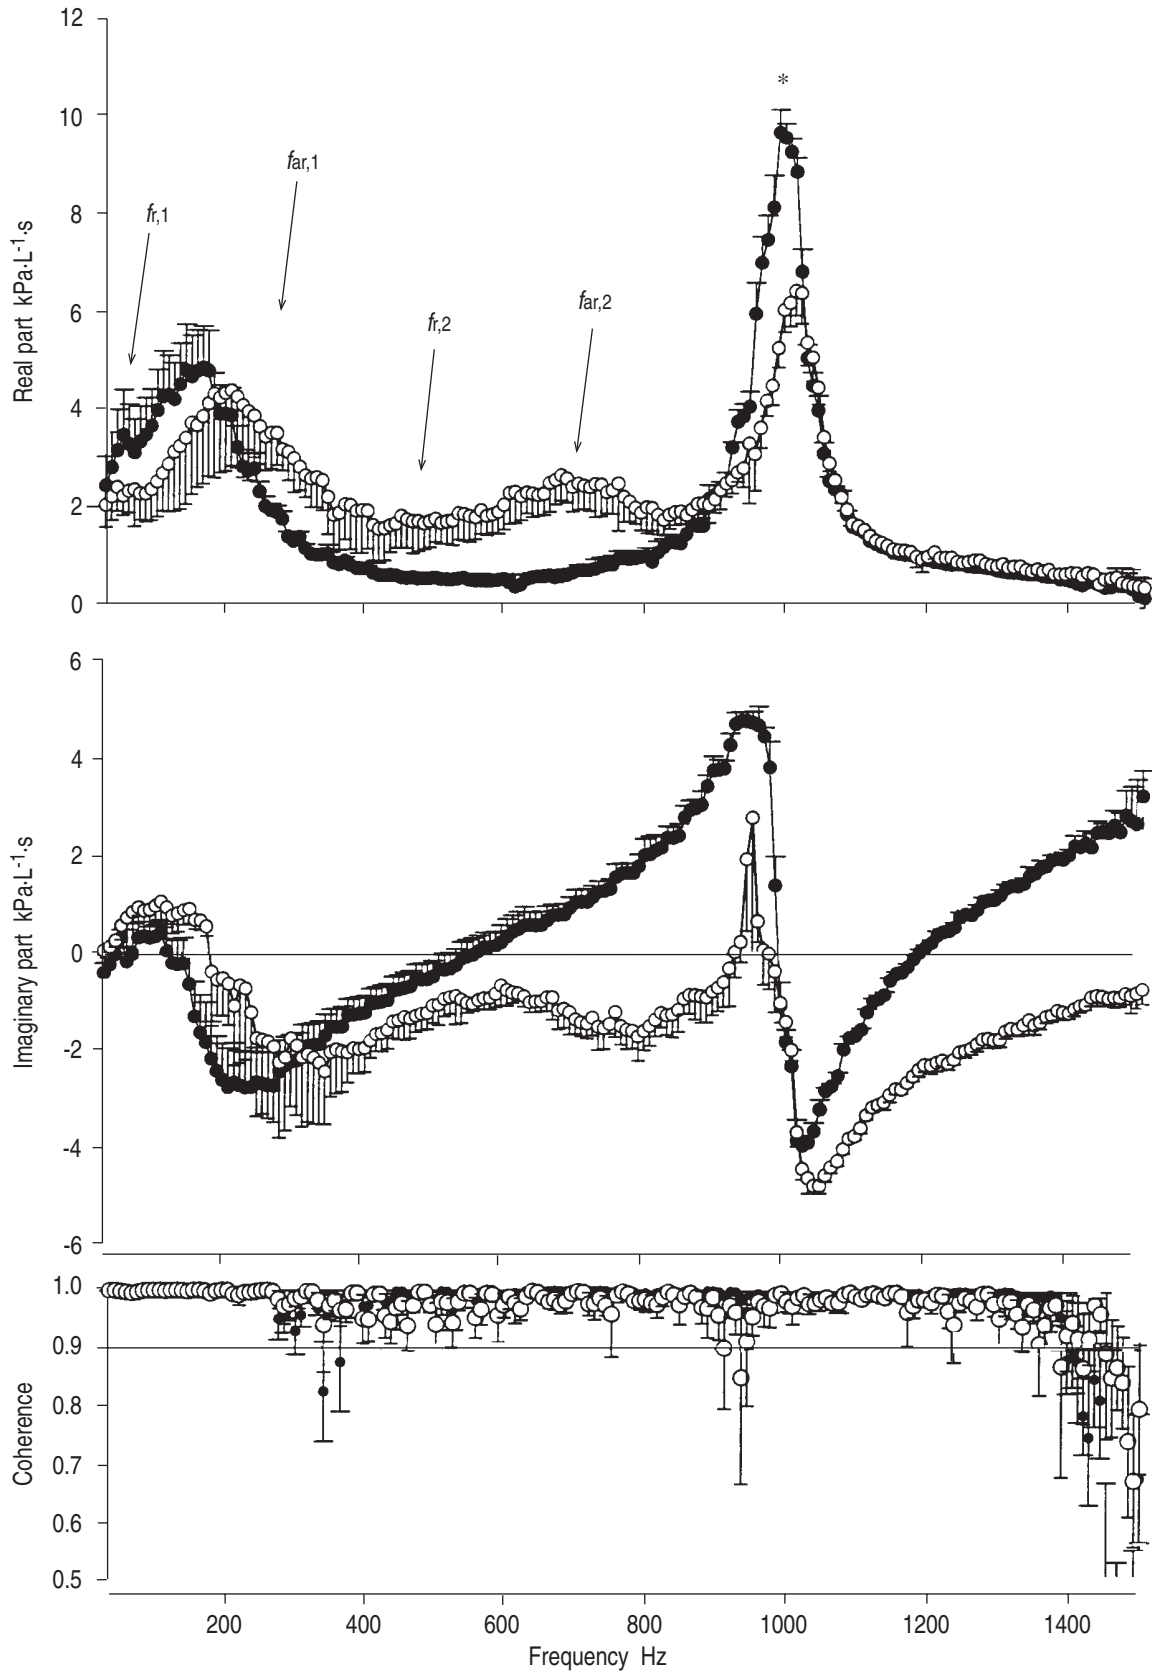 12
10
8
6
4
2
0
Real part kPa·L⁻¹·s
*
fr,1
far,1
fr,2
far,2
6
4
2
0
-2
-4
-6
Imaginary part kPa·L⁻¹·s
1.0
0.9
0.8
0.7
0.6
0.5
Coherence
200 400 600 800 1000 1200 1400
Frequency Hz